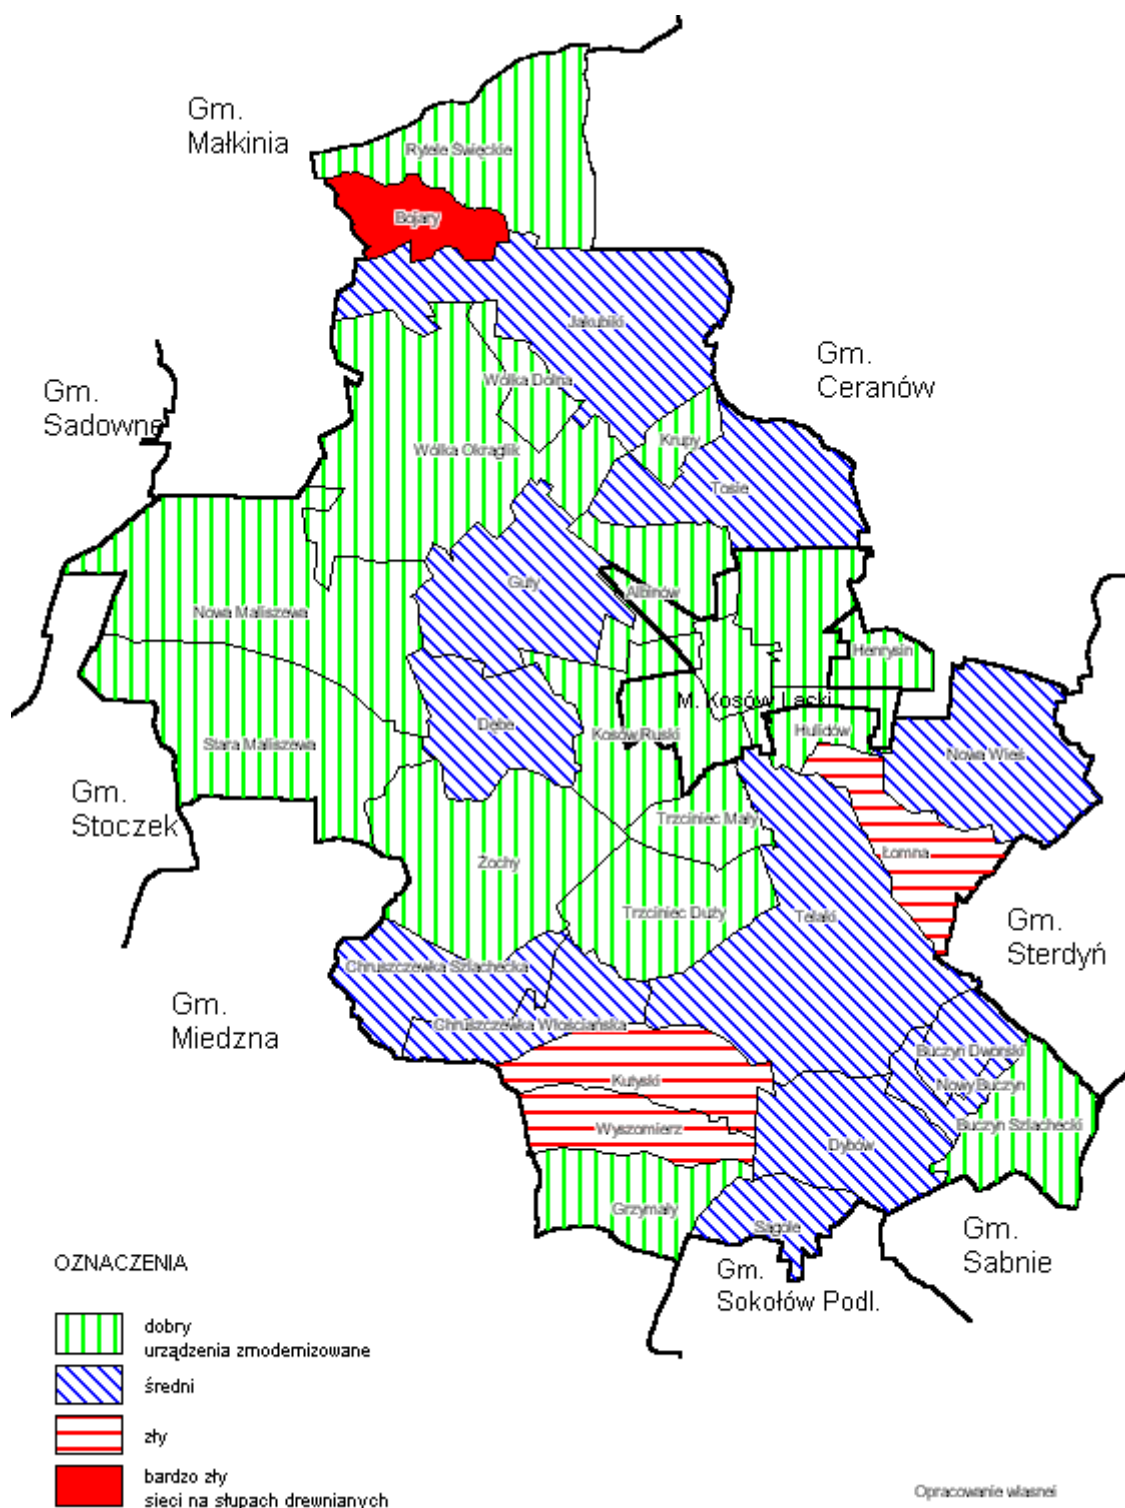 Gm.
Małkinia
Rytele Święckie
Bojary
Jakubiki
Gm.
Ceranów
Wólka Dolna
Gm.
Sadowne
Krupy
Wólka Okrąglik
Tosie
Guty
Albinów
Nowa Maliszewa
Henrysin
M. Kosów Lacki
Dębe
Kosów Ruski
Hulidów
Stara Maliszewa
Nowa Wieś
Gm.
Stoczek
Trzciniec Mały
Łomna
Żochy
Trzciniec Duży
Telaki
Gm.
Sterdyń
Chruszczewka Szlachecka
Gm.
Miedzna
Chruszczewka Włościańska
Buczyn Dworski
Kutyski
Nowy Buczyn
Wyszomierz
Buczyn Szlachecki
Dybów
Grzymały
Sągole
Gm.
Sabnie
Gm.
Sokołów Podl.
OZNACZENIA
dobry
urządzenia zmodernizowane
średni
zły
bardzo zły
sieci na słupach drewnianych
Opracowanie własnei